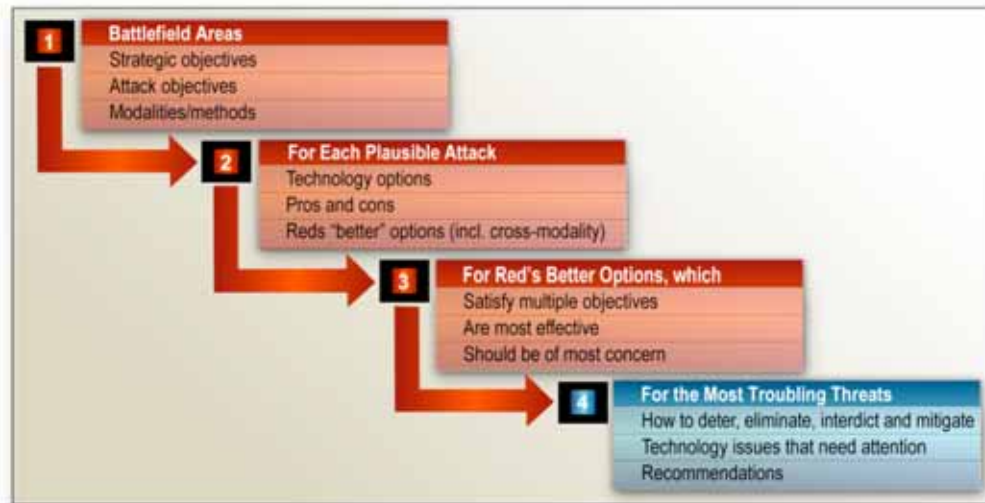 1
Battlefield Areas
Strategic objectives
Attack objectives
Modalities/methods
2
For Each Plausible Attack
Technology options
Pros and cons
Reds “better” options (incl. cross-modality)
3
For Red's Better Options, which
Satisfy multiple objectives
Are most effective
Should be of most concern
4
For the Most Troubling Threats
How to deter, eliminate, interdict and mitigate
Technology issues that need attention
Recommendations